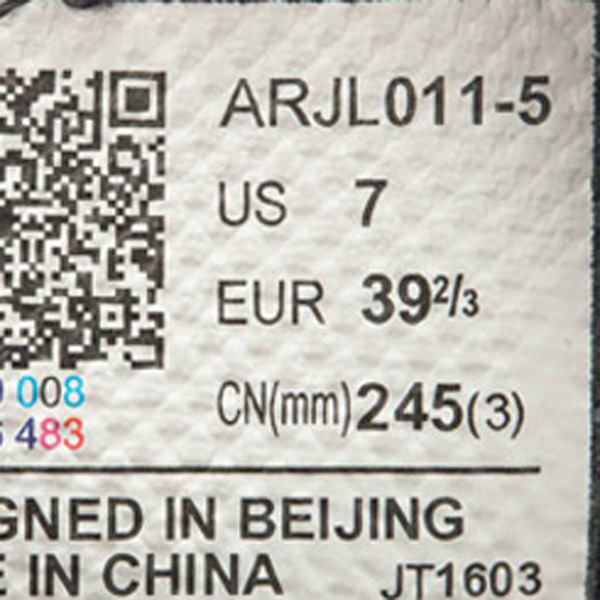 ARJL011-5
US 7
EUR 39²/₃
CN(mm)245(3)
008
483
GNED IN BEIJING
E IN CHINA JT1603